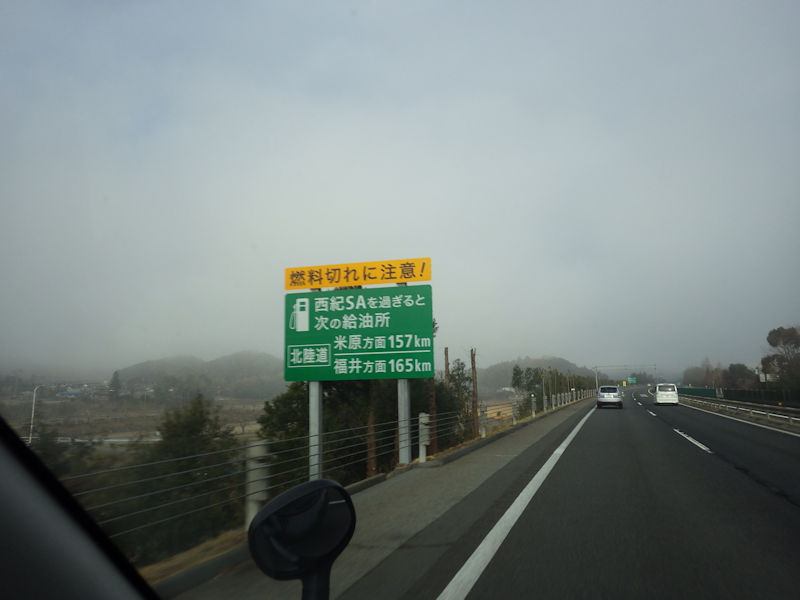 燃料切れに注意!
西紀SAを過ぎると
次の給油所
北陸道
米原方面157km
福井方面165km